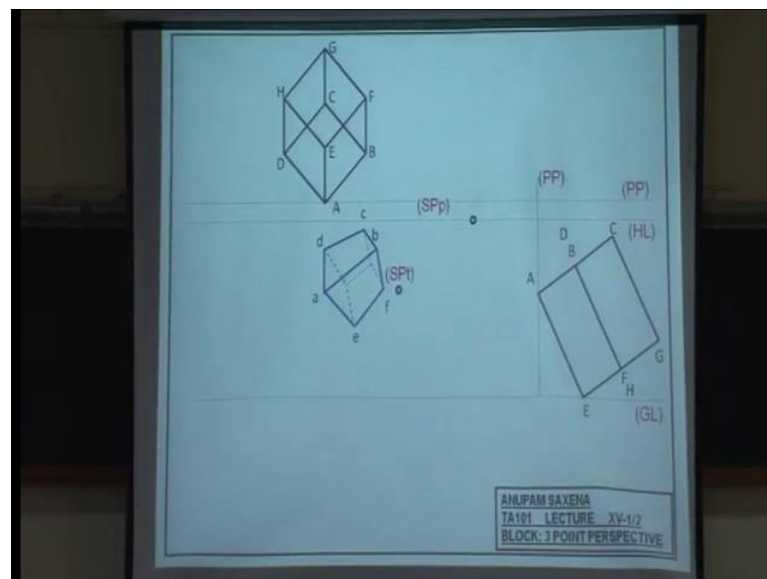 G
H
F
C
E
D
B
A
(PP)
(PP)
(SPp)
c
d
b
(SPt)
a
f
e
D
C
(HL)
B
A
G
F
H
E
(GL)
ANUPAM SAXENA
TA101 LECTURE XV-1/2
BLOCK: 3 POINT PERSPECTIVE